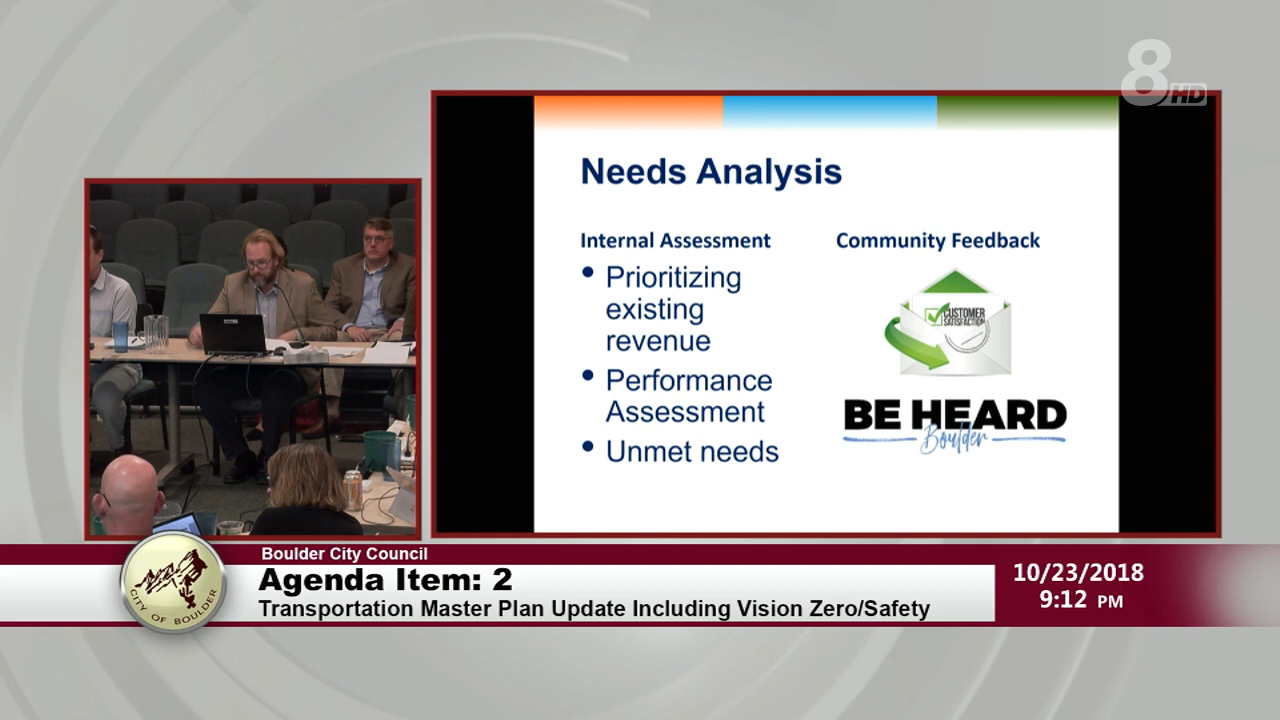 8
HD
Needs Analysis
Internal Assessment
Community Feedback
• Prioritizing
existing
revenue
• Performance
Assessment
• Unmet needs
CUSTOMER
SATISFACTION
BE HEARD
Boulder
Boulder City Council
Agenda Item: 2
Transportation Master Plan Update Including Vision Zero/Safety
10/23/2018
9:12 PM
CITY OF BOULDER